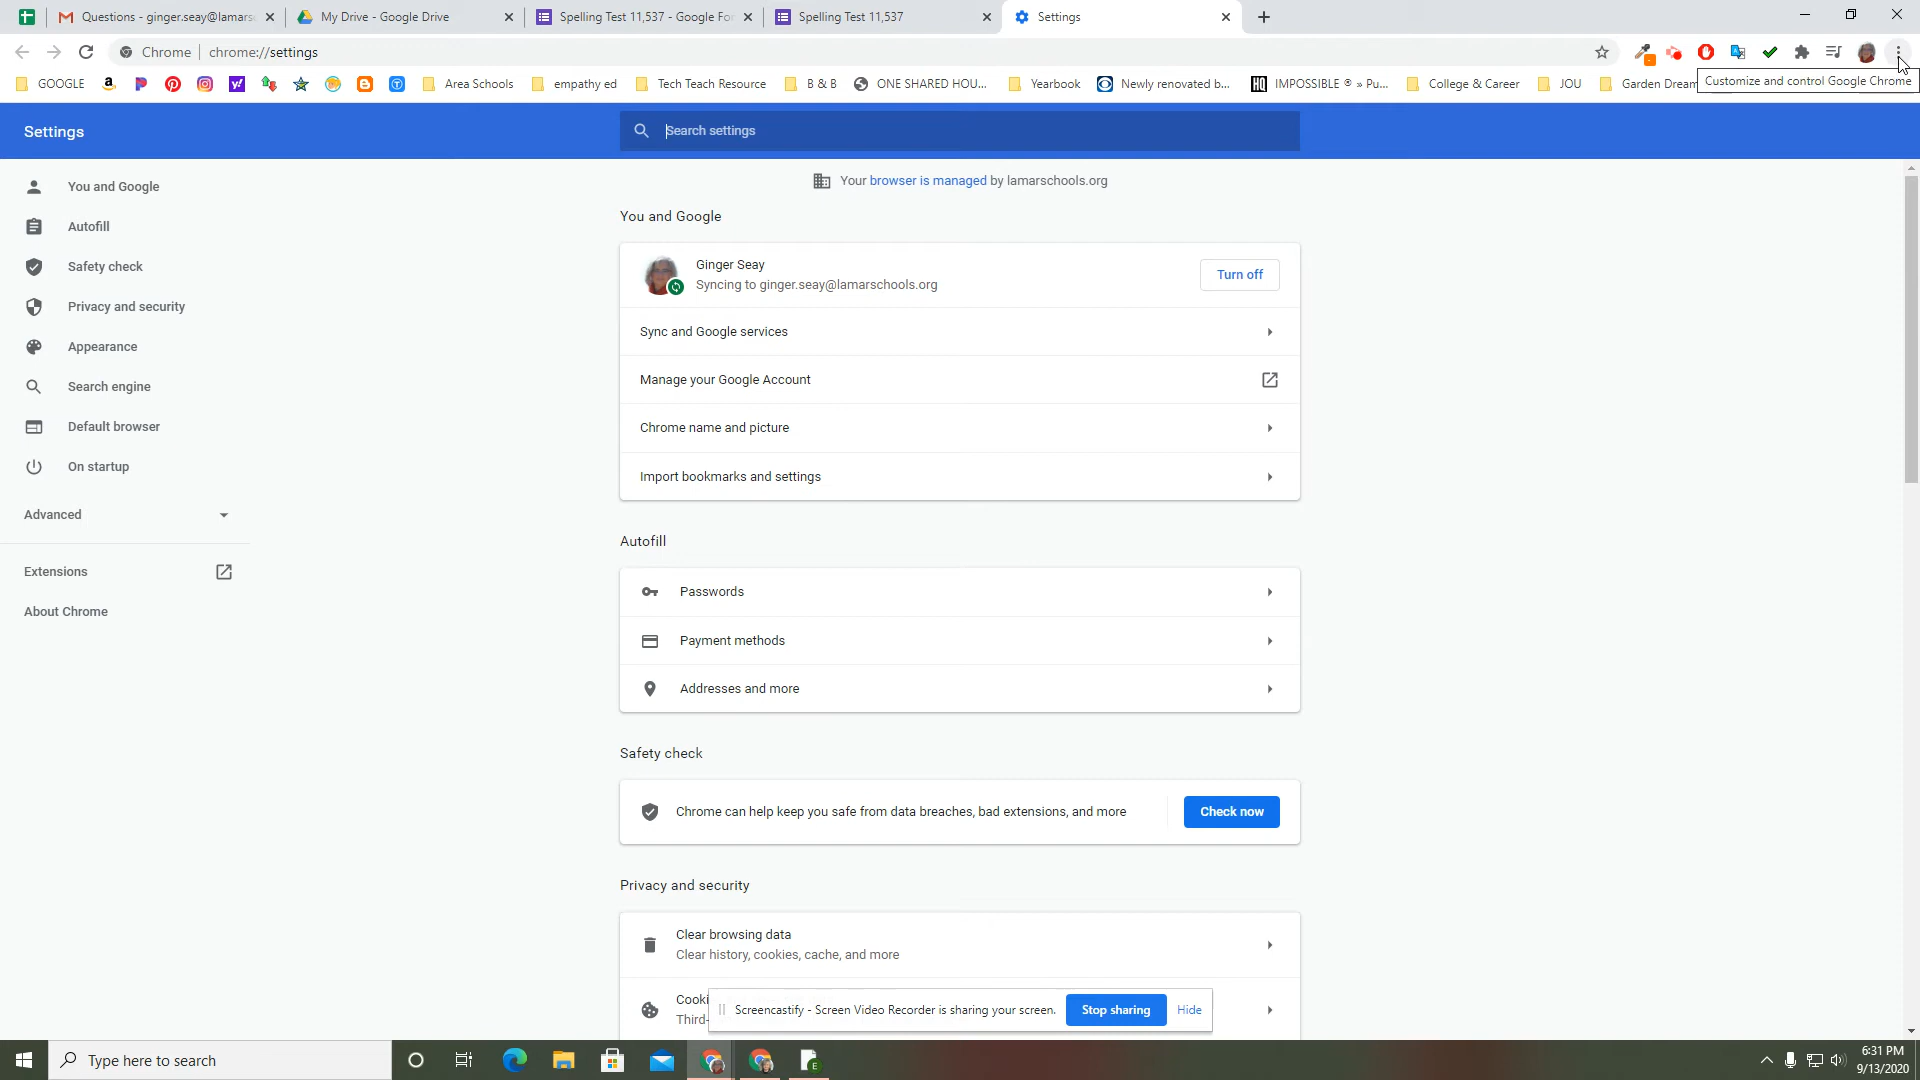 Questions - ginger.seay@lamars
My Drive - Google Drive
Spelling Test 11,537 - Google For
Spelling Test 11,537
Settings
Chrome
chrome://settings
GOOGLE
Area Schools
empathy ed
Tech Teach Resource
B & B
ONE SHARED HOU...
Yearbook
Newly renovated b...
HQ
IMPOSSIBLE ® » Pu...
College & Career
JOU
Garden Dream
Customize and control Google Chrome
Settings
Search settings
Your browser is managed by lamarschools.org
You and Google
Autofill
Safety check
Privacy and security
Appearance
Search engine
Default browser
On startup
Advanced
Extensions
About Chrome
You and Google
Ginger Seay
Syncing to ginger.seay@lamarschools.org
Turn off
Sync and Google services
Manage your Google Account
Chrome name and picture
Import bookmarks and settings
Autofill
Passwords
Payment methods
Addresses and more
Safety check
Chrome can help keep you safe from data breaches, bad extensions, and more
Check now
Privacy and security
Clear browsing data
Clear history, cookies, cache, and more
Cooki
Third-
Screencastify - Screen Video Recorder is sharing your screen.
Stop sharing
Hide
Type here to search
6:31 PM
9/13/2020